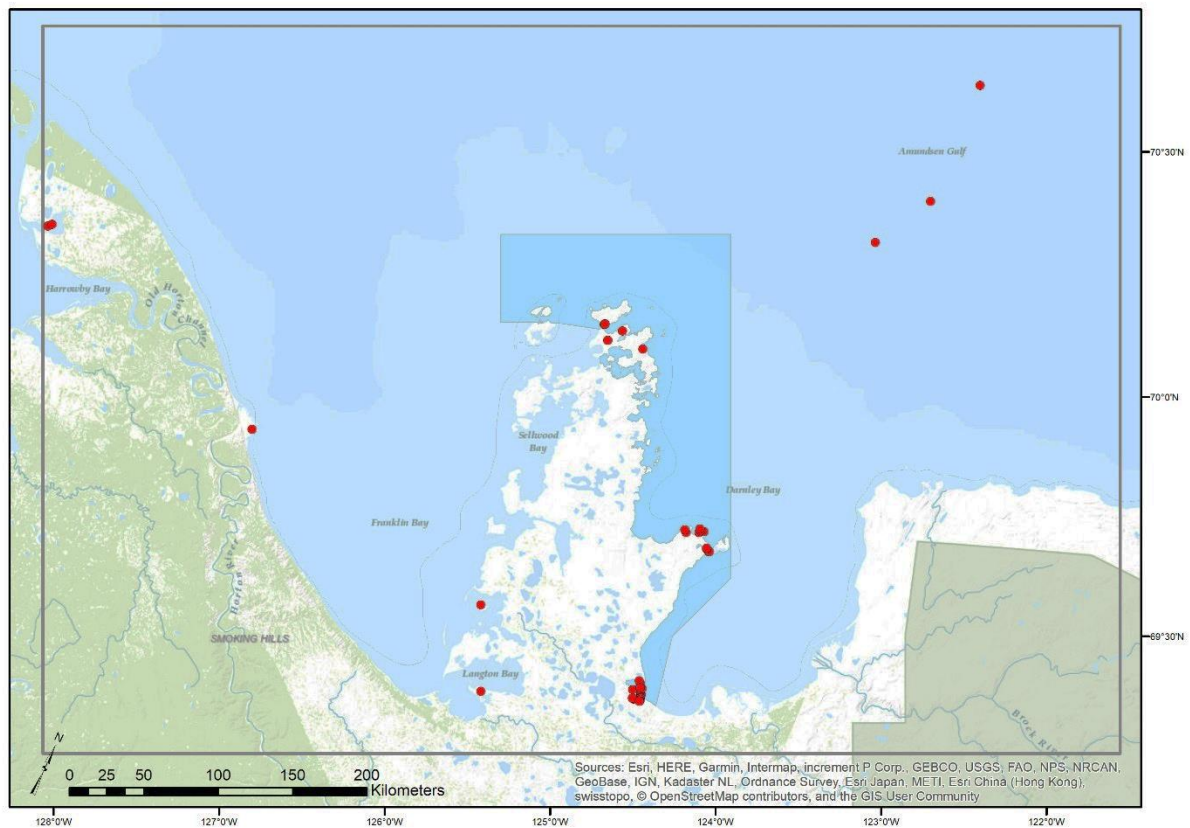 Amundsen Gulf
70°30'0"N
Harrowby Bay
Old Horton
Channel
70°0'0"N
Sellwood
Bay
Darnley Bay
Franklin Bay
Horton River
69°30'0"N
SMOKING HILLS
Langton Bay
Brock River
N
0 25 50 100 150 200
Kilometers
Sources: Esri, HERE, Garmin, Intermap, increment P Corp., GEBCO, USGS, FAO, NPS, NRCAN,
GeoBase, IGN, Kadaster NL, Ordnance Survey, Esri Japan, METI, Esri China (Hong Kong),
swisstopo, © OpenStreetMap contributors, and the GIS User Community
128°0'W 127°0'W 126°0'W 125°0'W 124°0'W 123°0'W 122°0'W